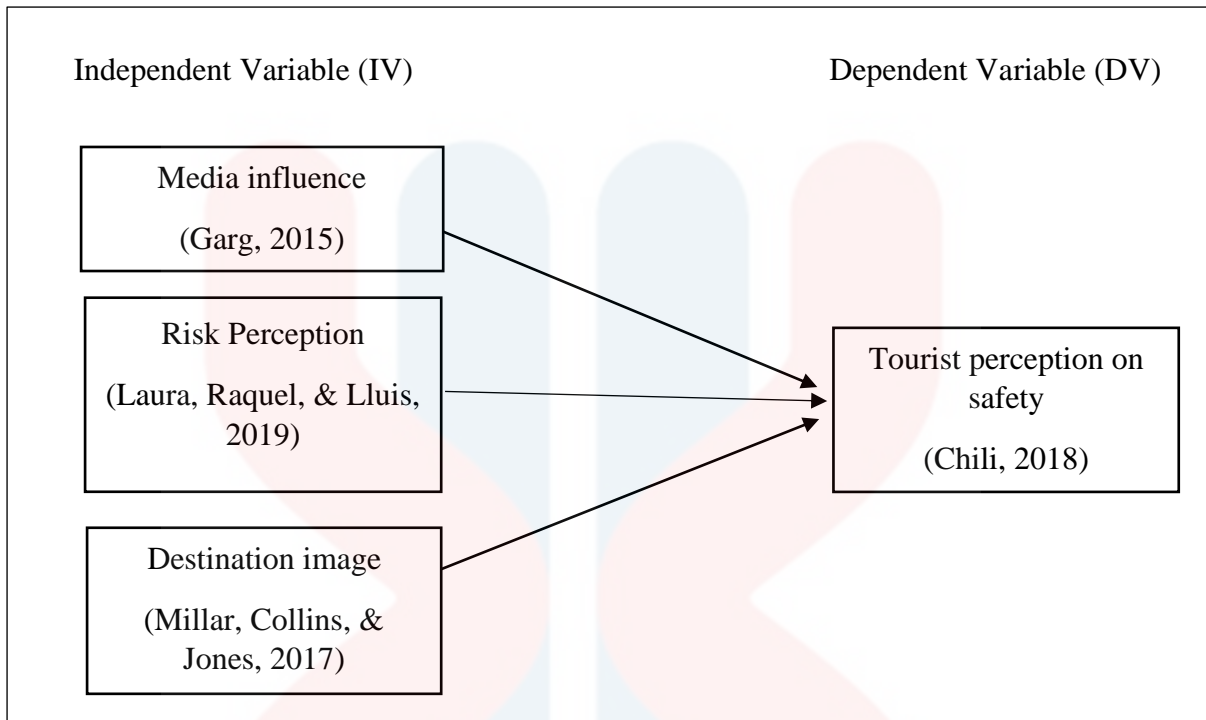 Independent Variable (IV)
Dependent Variable (DV)
Media influence
(Garg, 2015)
Risk Perception
(Laura, Raquel, & Lluis,
2019)
Destination image
(Millar, Collins, &
Jones, 2017)
Tourist perception on
safety
(Chili, 2018)